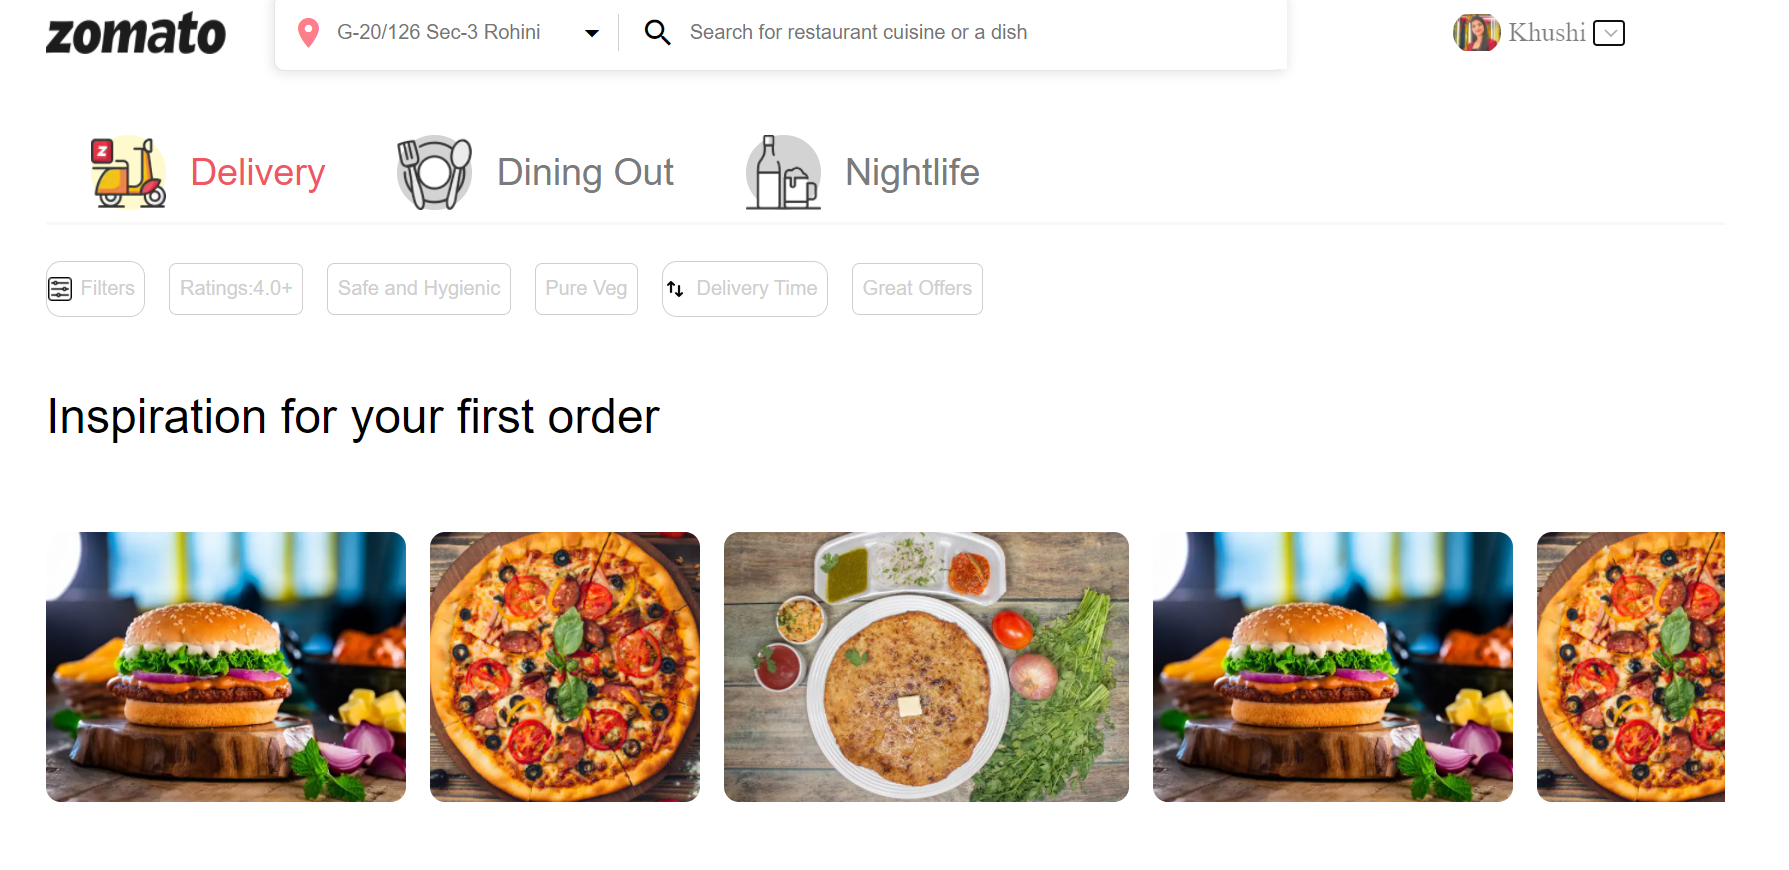 zomato
G-20/126 Sec-3 Rohini
Search for restaurant cuisine or a dish
Khushi
Z
Delivery
Dining Out
Nightlife
Filters
Ratings:4.0+
Safe and Hygienic
Pure Veg
Delivery Time
Great Offers
Inspiration for your first order